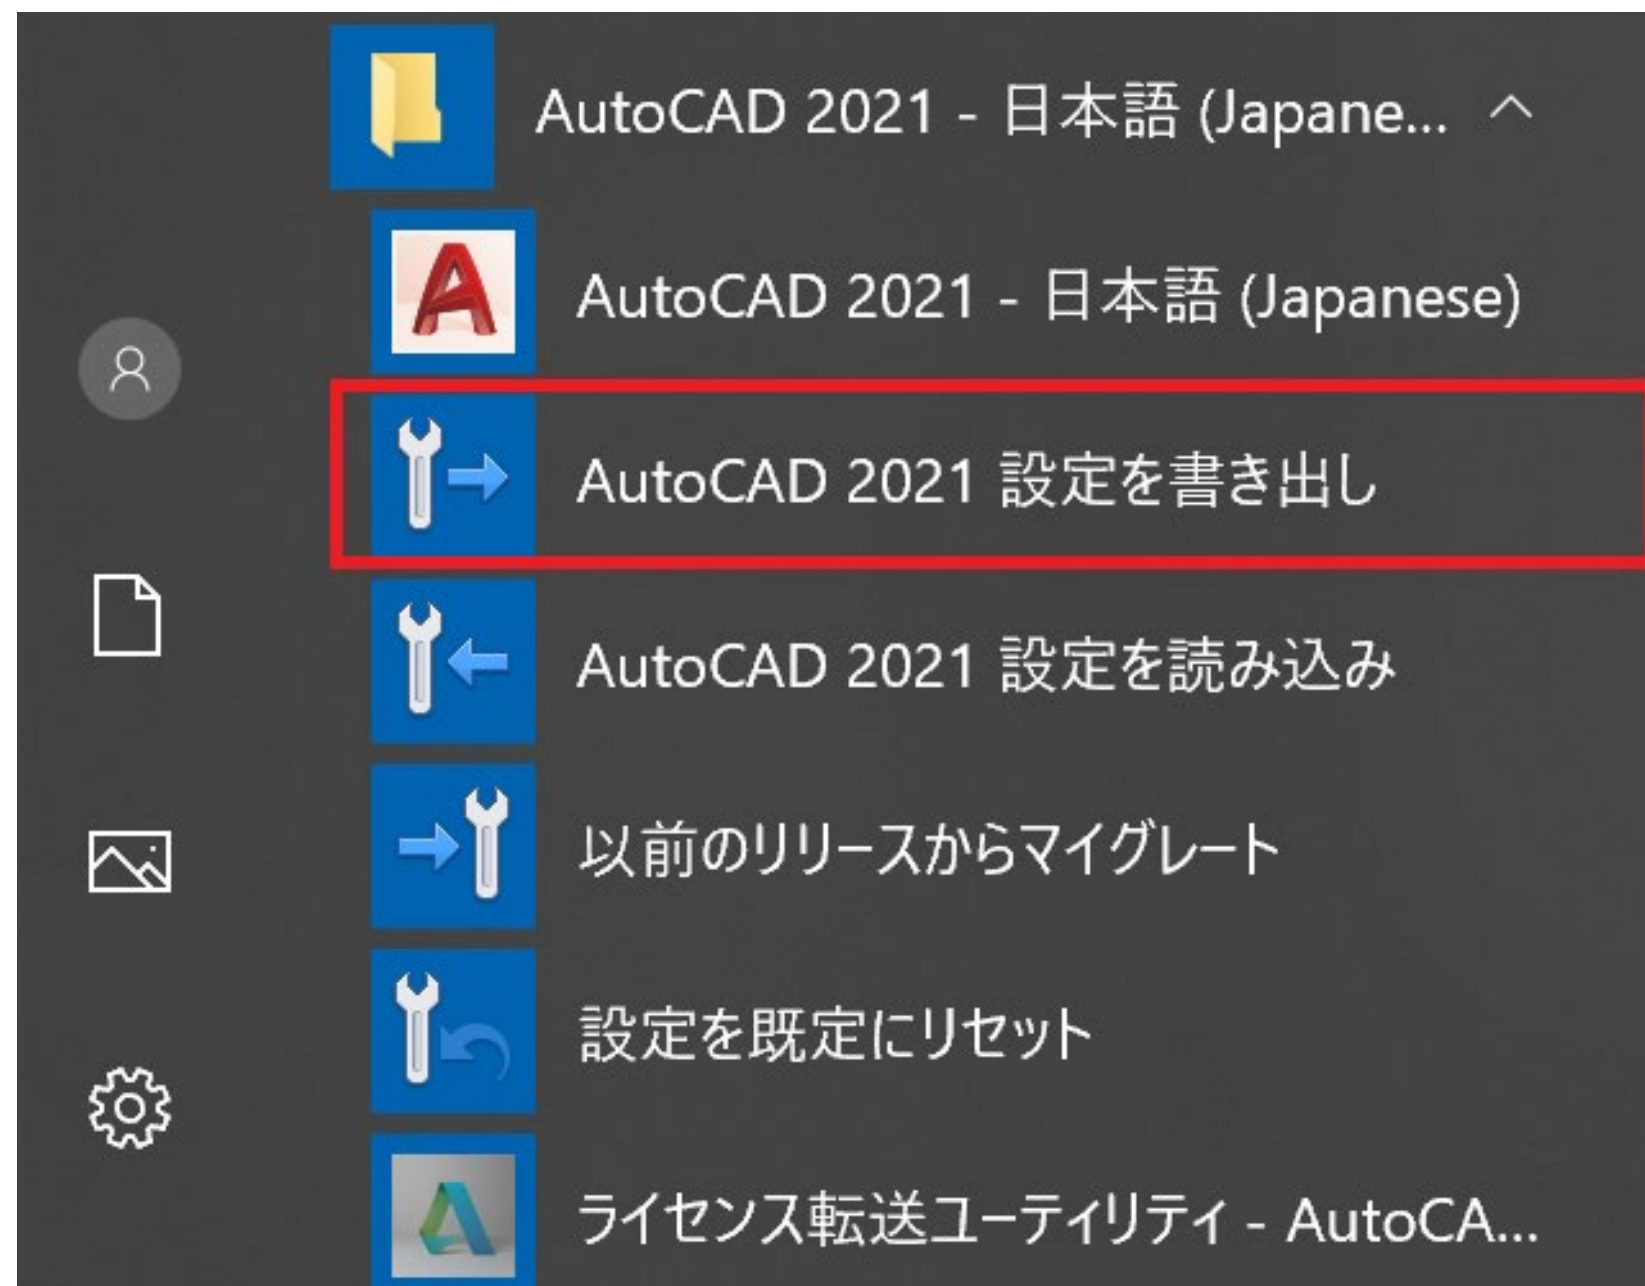 AutoCAD 2021 - 日本語 (Japane...
AutoCAD 2021 - 日本語 (Japanese)
AutoCAD 2021 設定を書き出し
AutoCAD 2021 設定を読み込み
以前のリリースからマイグレート
設定を既定にリセット
ライセンス転送ユーティリティ - AutoCA...